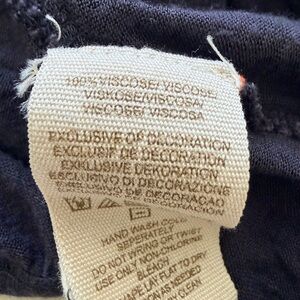 100% VISCOSE/ VISCOSE/
VISKOSE/VISCOSA/
VISCOSE/ VISCOSA
EXCLUSIVE OF DECORATION
EXCLUSIF DE DECORATION
EXKLUSIVE DEKORATION
ESCLUSIVO DI DECORAZIONE
DE DECORACAO
HAND WASH COLD
SEPARATELY
DO NOT WRING OR TWIST
USE ONLY NON-CHLORINE
BLEACH
LAY FLAT TO DRY
AS NEEDED
CLEAN